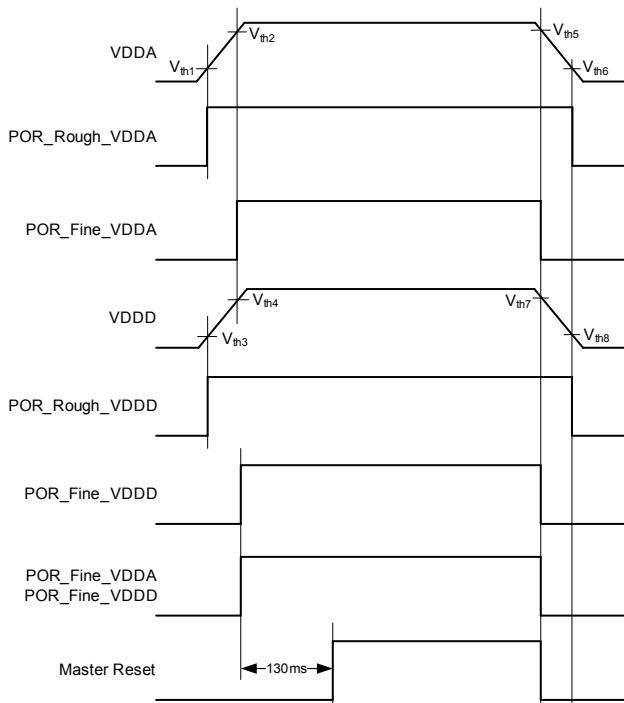 VDDA
Vth1
Vth2
Vth5
Vth6
POR_Rough_VDDA
POR_Fine_VDDA
VDDD
Vth3
Vth4
Vth7
Vth8
POR_Rough_VDDD
POR_Fine_VDDD
POR_Fine_VDDA
POR_Fine_VDDD
Master Reset
130ms